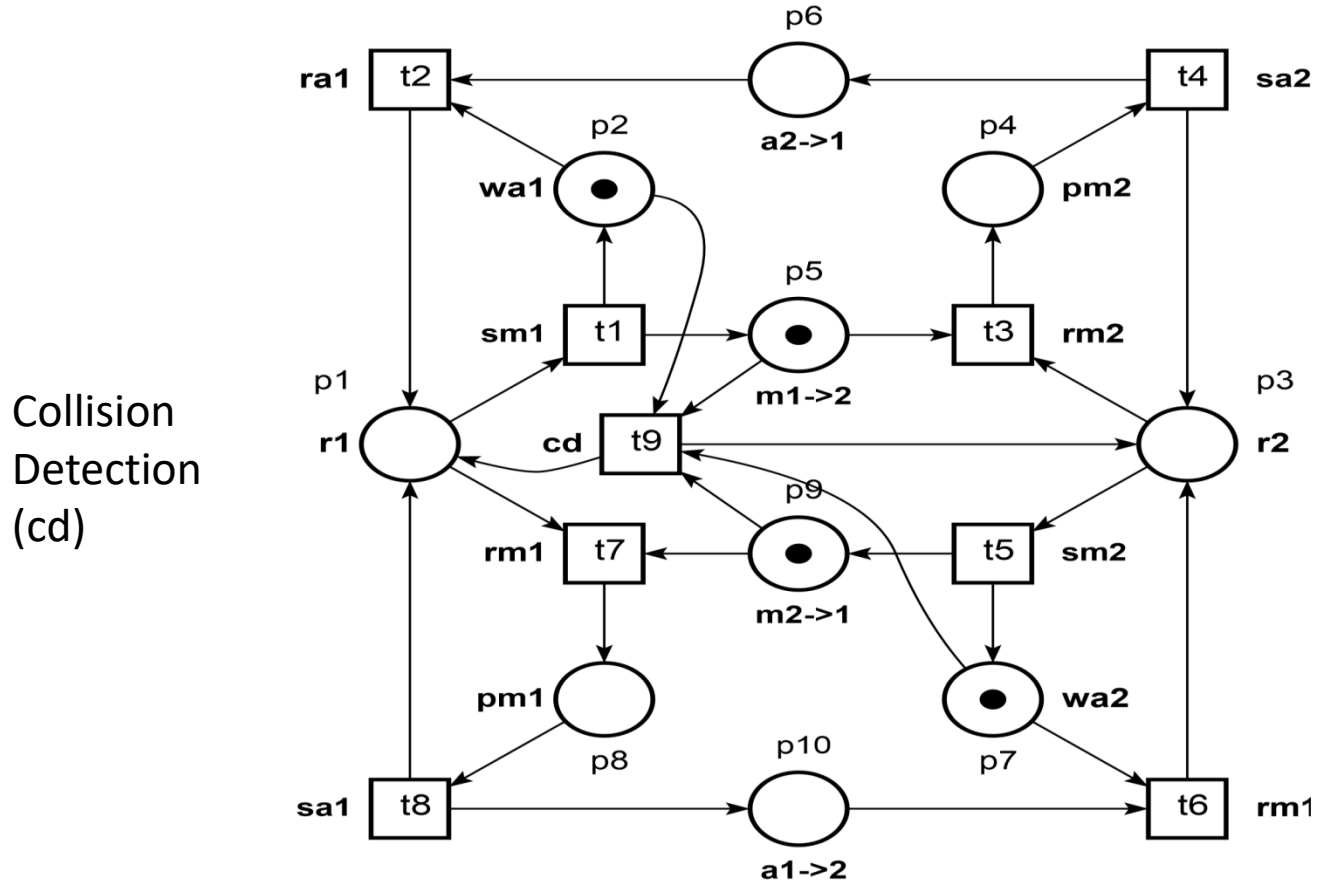 p6
ra1 t2 t4 sa2
p2 a2->1 p4
wa1 pm2
p5
sm1 t1 t3 rm2
p1 m1->2 p3
Collision
Detection
(cd)
r1 cd t9 r2
p9
rm1 t7 t5 sm2
m2->1
pm1 wa2
p8 p10 p7
sa1 t8 t6 rm1
a1->2